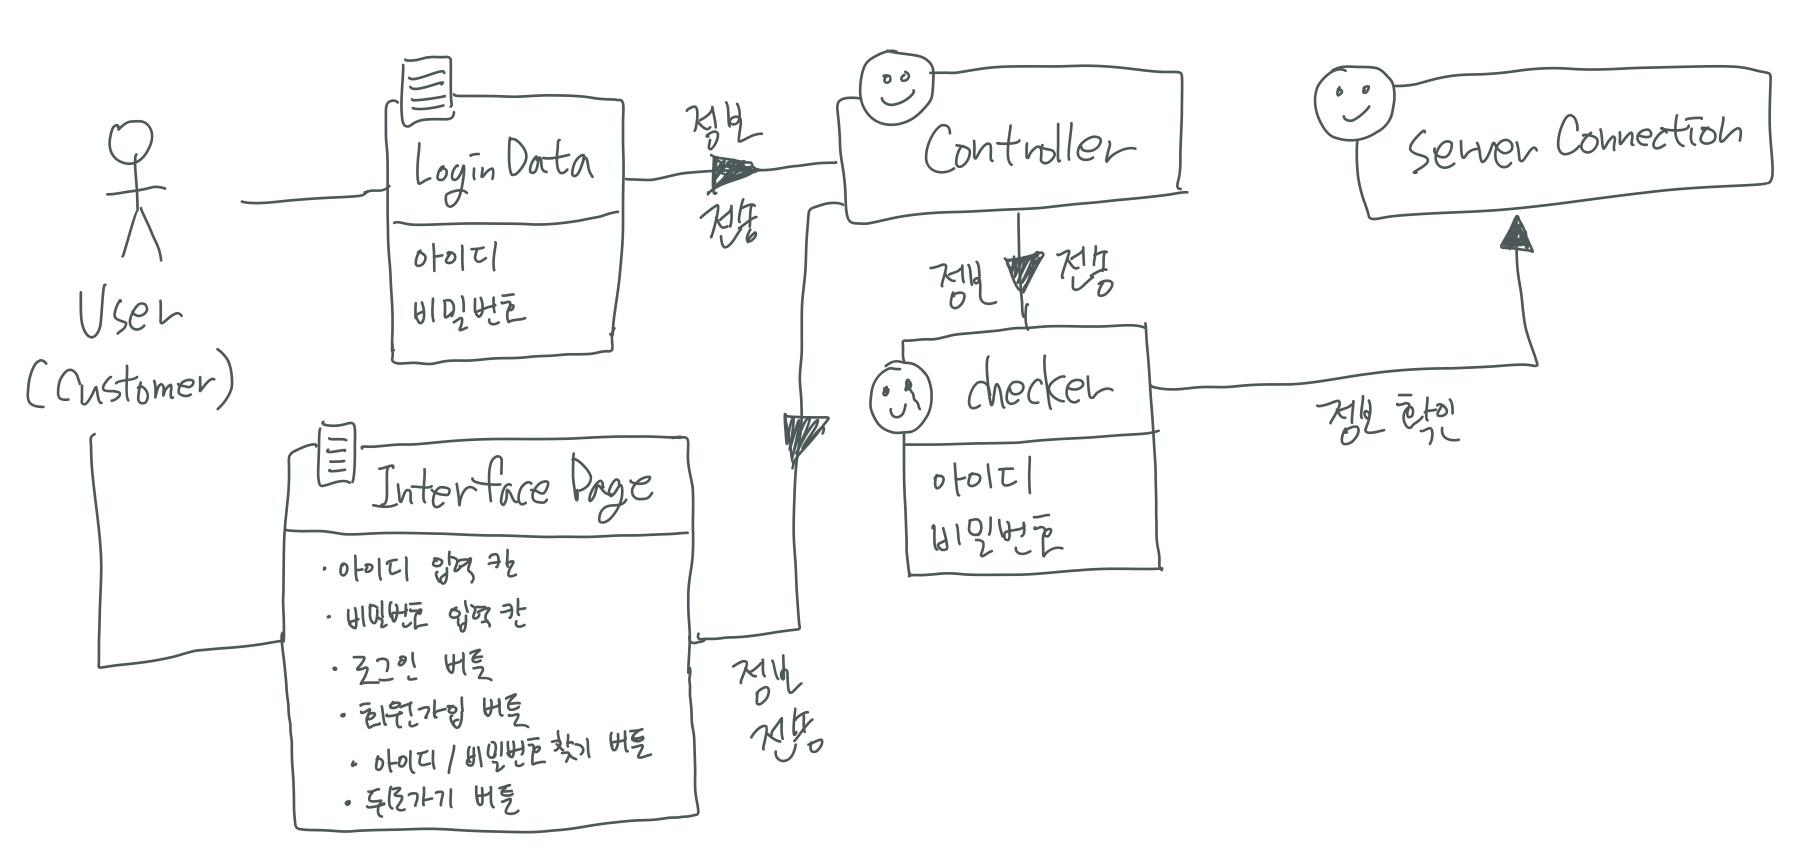 User
(Customer)
Login Data
아이디
비밀번호
정보
전송
Controller
Server Connection
정보 전송
checker
아이디
비밀번호
정보 확인
Interface Page
· 아이디 입력 칸
· 비밀번호 입력 칸
· 로그인 버튼
· 회원가입 버튼
· 아이디 / 비밀번호 찾기 버튼
· 뒤로가기 버튼
정보
전송